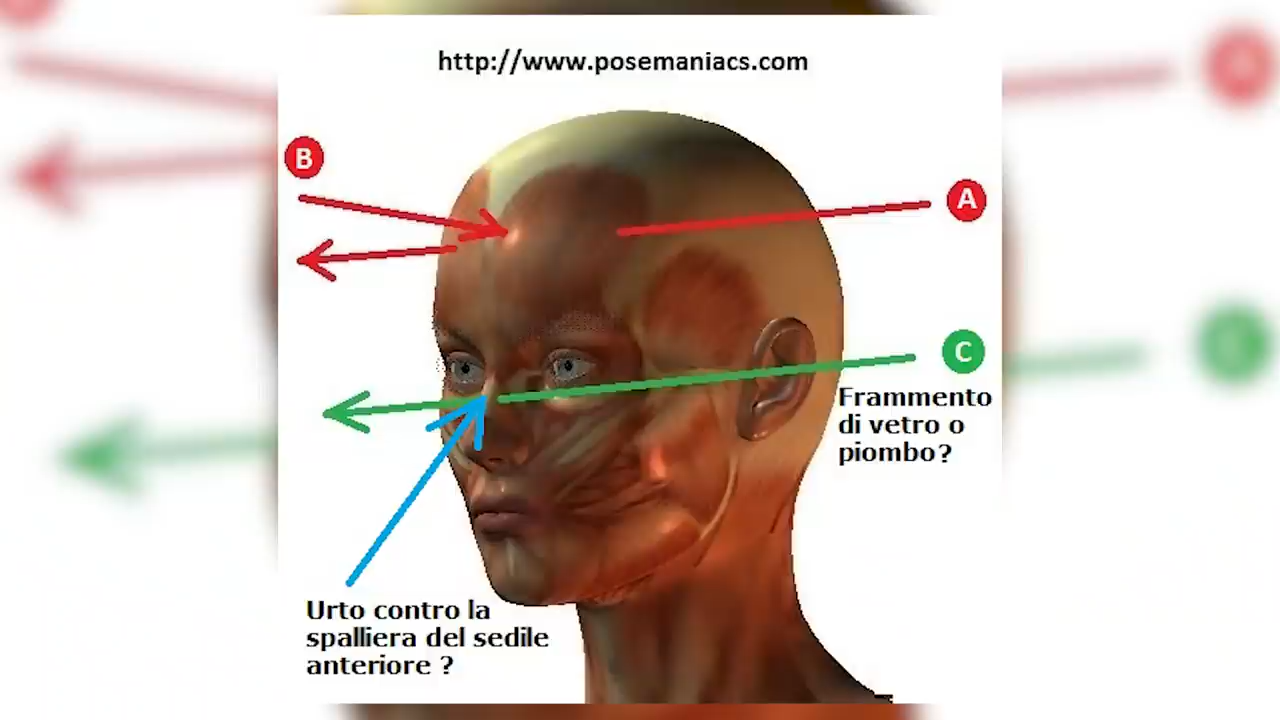 http://www.posemaniacs.com
B
A
C
Frammento
di vetro o
piombo?
Urto contro la
spalliera del sedile
anteriore ?